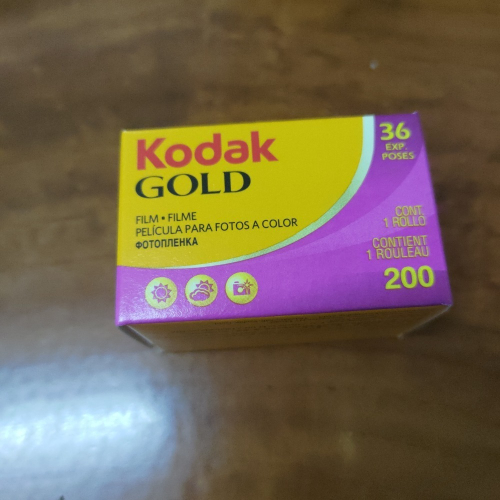 Kodak
GOLD
FILM • FILME
PELÍCULA PARA FOTOS A COLOR
ФОТОПЛЕНКА
36
EXP.
POSES
CONT.
1 ROLLO
CONTIENT
1 ROULEAU
200